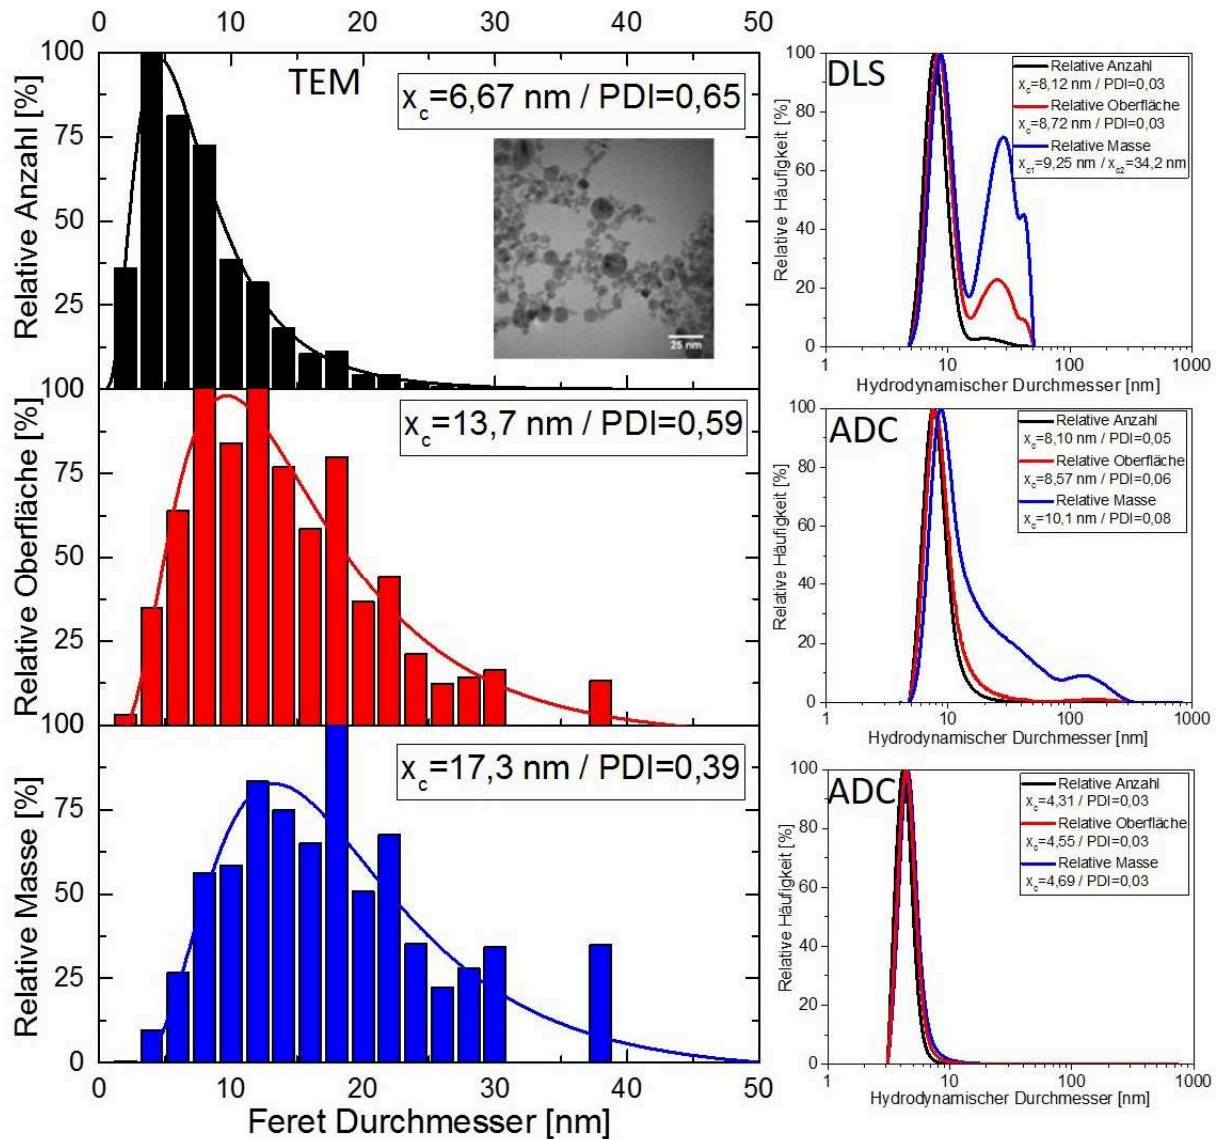 0 10 20 30 40 50
TEM
x_c=6,67 nm / PDI=0,65
Relative Anzahl [%]
100
75
50
25
25 nm
100
x_c=13,7 nm / PDI=0,59
Relative Oberfläche [%]
75
50
25
100
x_c=17,3 nm / PDI=0,39
Relative Masse [%]
75
50
25
0
0 10 20 30 40 50
Feret Durchmesser [nm]
DLS
Relative Anzahl
x_c=8,12 nm / PDI=0,03
Relative Oberfläche
x_c=8,72 nm / PDI=0,03
Relative Masse
x_c1=9,25 nm / x_c2=34,2 nm
Relative Häufigkeit [%]
100
80
60
40
20
0
1 10 100 1000
Hydrodynamischer Durchmesser [nm]
ADC
Relative Anzahl
x_c=8,10 nm / PDI=0,05
Relative Oberfläche
x_c=8,57 nm / PDI=0,06
Relative Masse
x_c=10,1 nm / PDI=0,08
Relative Häufigkeit [%]
100
80
60
40
20
0
1 10 100 1000
Hydrodynamischer Durchmesser [nm]
ADC
Relative Anzahl
x_c=4,31 / PDI=0,03
Relative Oberfläche
x_c=4,55 / PDI=0,03
Relative Masse
x_c=4,69 / PDI=0,03
Relative Häufigkeit [%]
100
80
60
40
20
0
1 10 100 1000
Hydrodynamischer Durchmesser [nm]